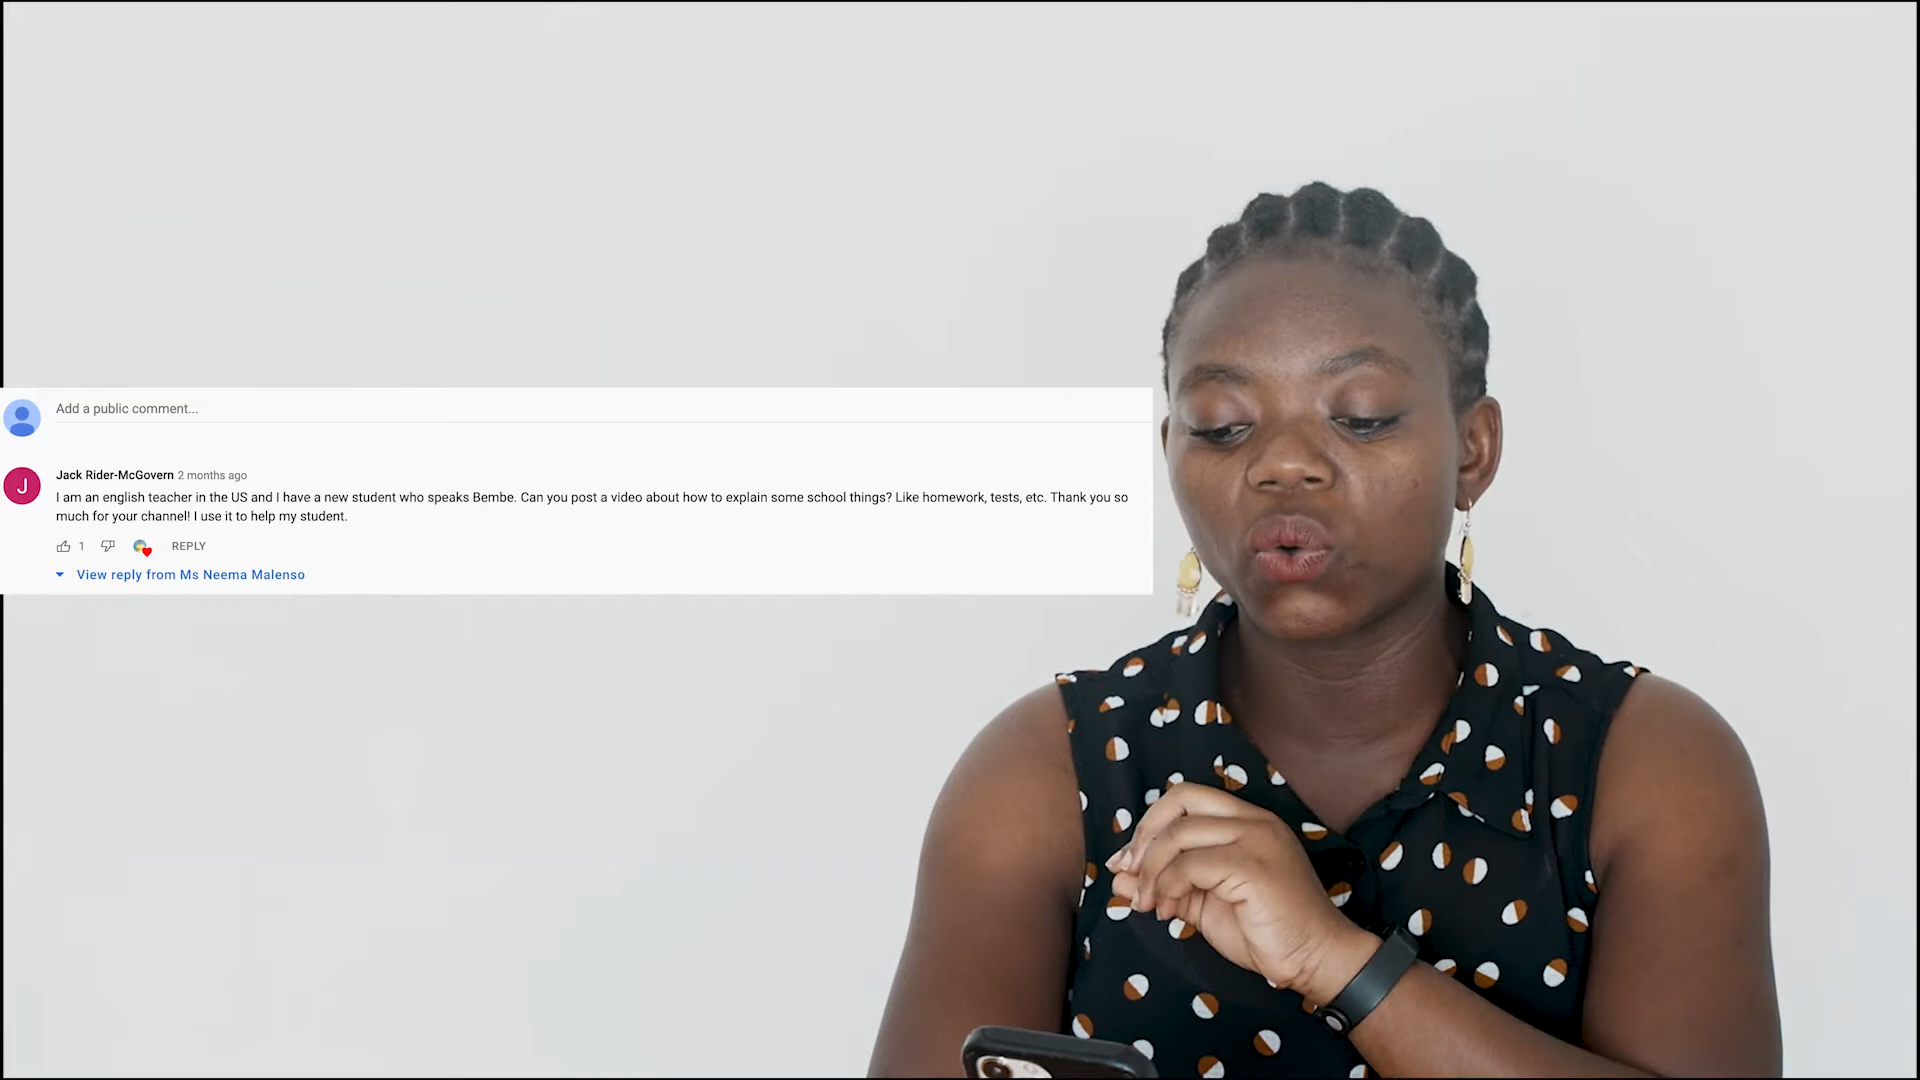 Add a public comment...
Jack Rider-McGovern 2 months ago
J
I am an english teacher in the US and I have a new student who speaks Bembe. Can you post a video about how to explain some school things? Like homework, tests, etc. Thank you so
much for your channel! I use it to help my student.
1 REPLY
View reply from Ms Neema Malenso